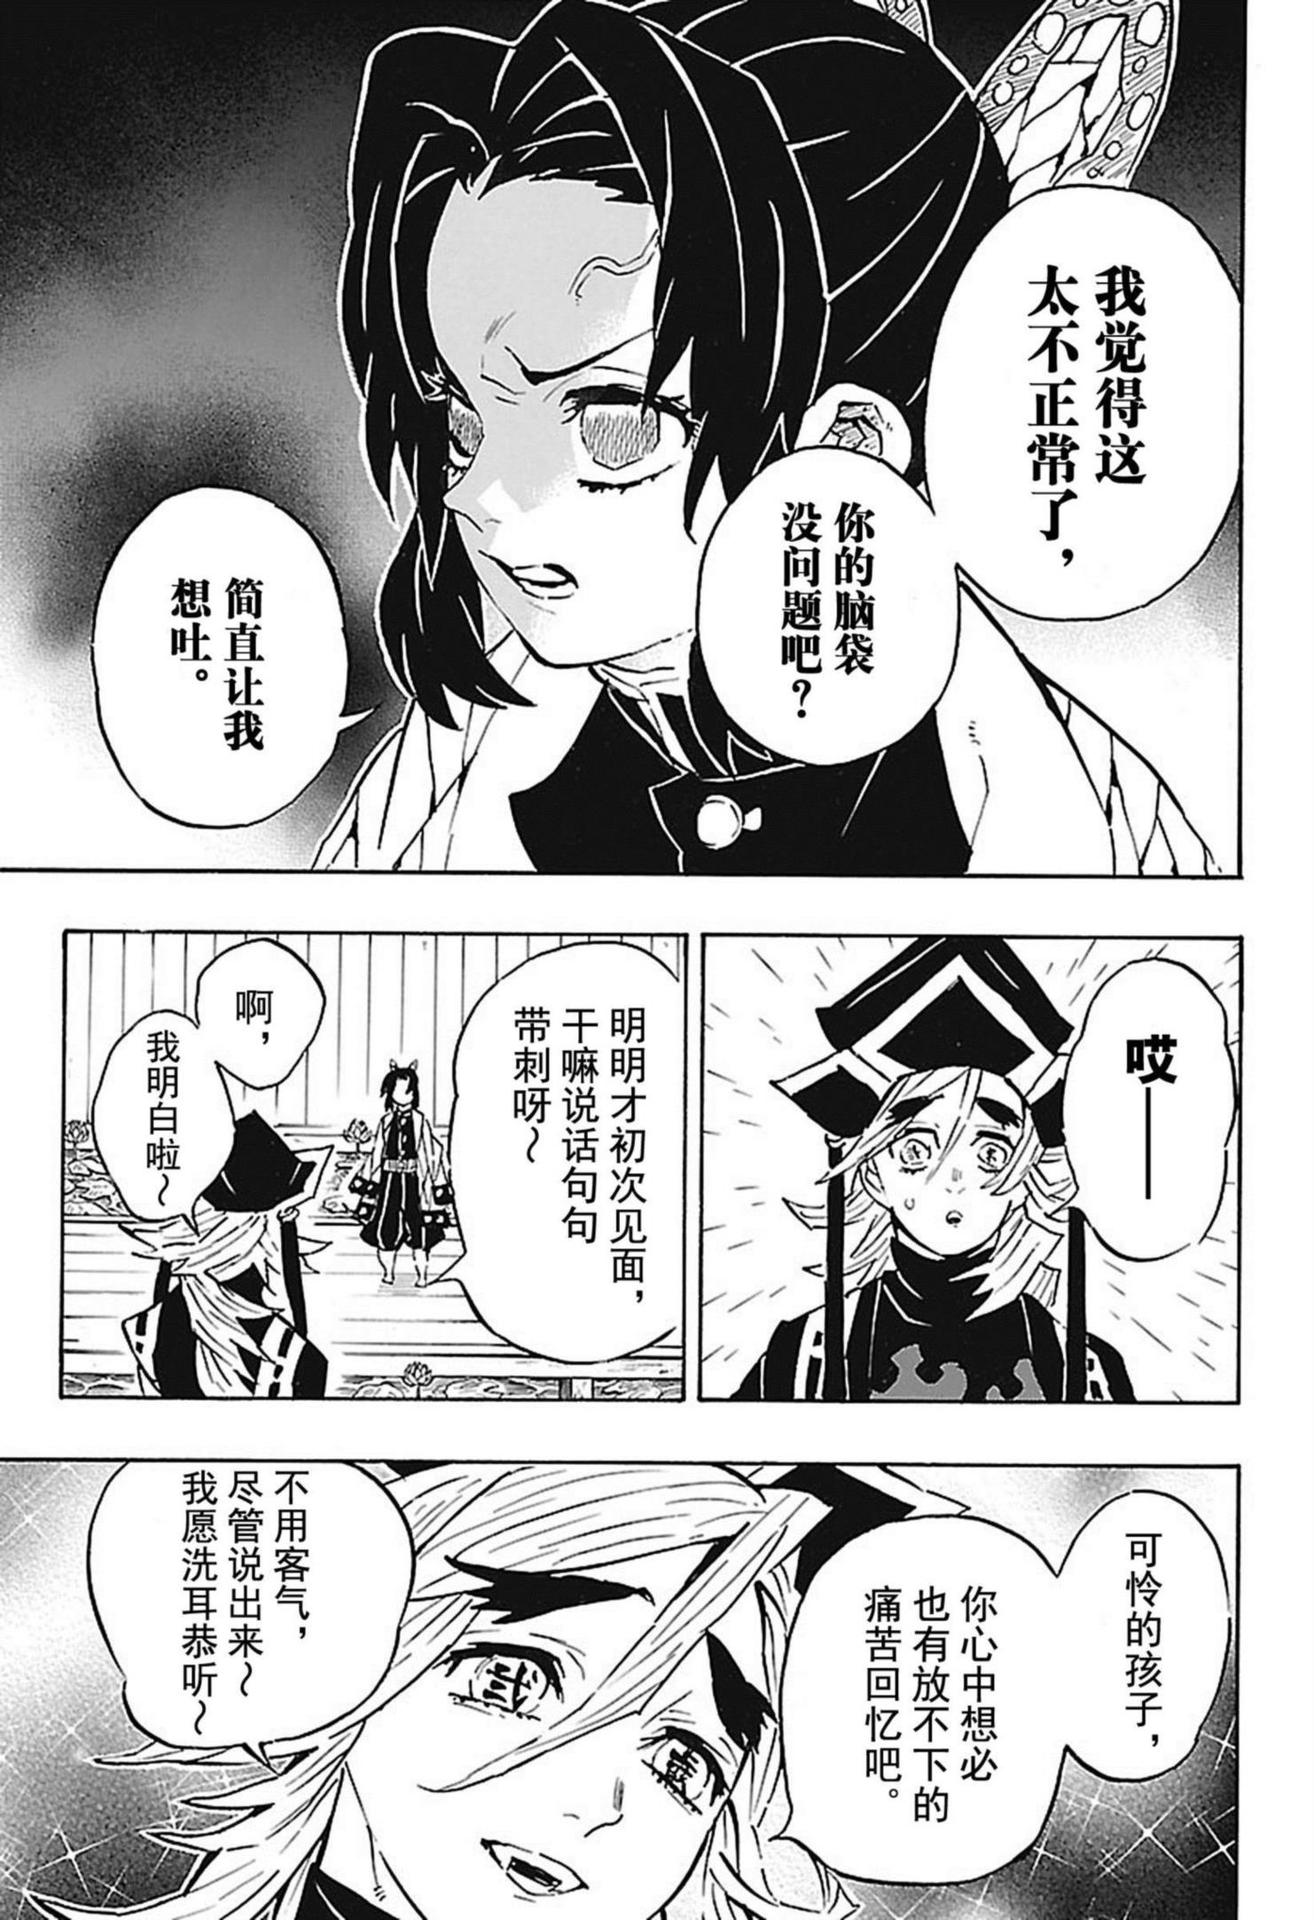 我觉得这
太不正常了，
你的脑袋
没问题吧？
简直让我
想吐。
哎——
明明才初次见面，
干嘛说话句句
带刺呀～
啊，
我明白啦～
可怜的孩子，
你心中想必
也有放不下的
痛苦回忆吧。
不用客气，
尽管说出来～
我愿洗耳恭听～
弐